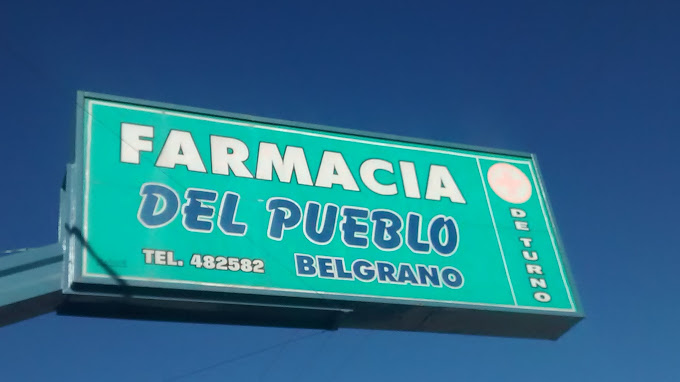 FARMACIA
DEL PUEBLO
TEL. 482582 BELGRANO
DE TURNO